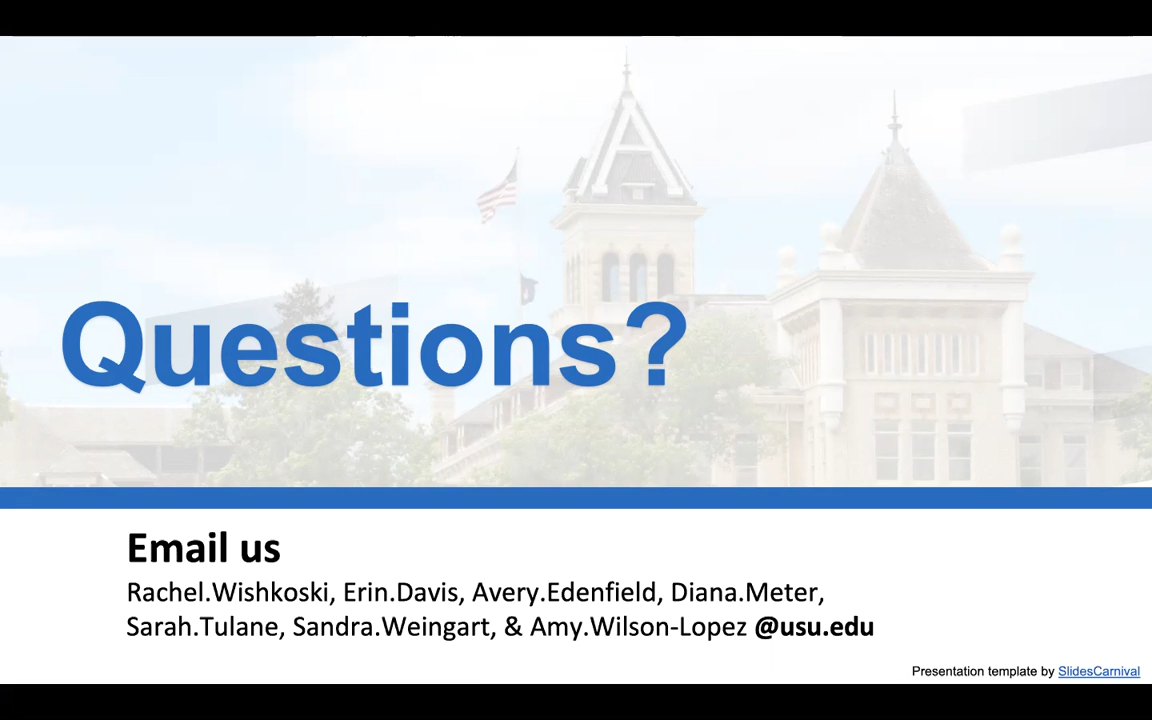 Questions?
Email us
Rachel.Wishkoski, Erin.Davis, Avery.Edenfield, Diana.Meter,
Sarah.Tulane, Sandra.Weingart, & Amy.Wilson-Lopez @usu.edu
Presentation template by SlidesCarnival